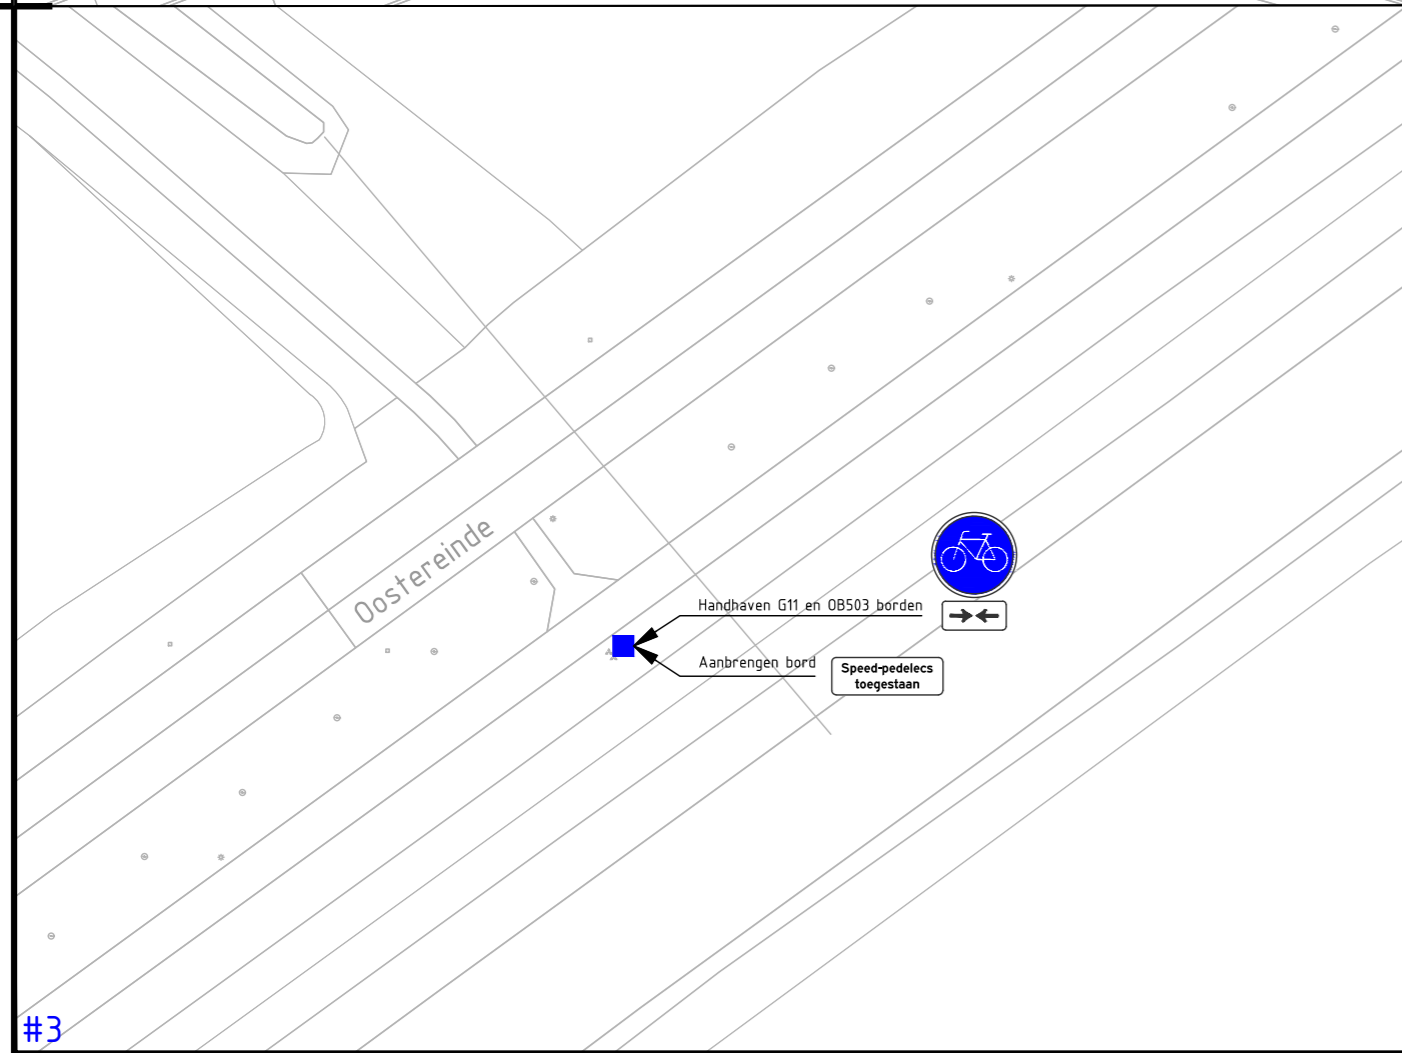 Oostereinde
Handhaven G11 en OB503 borden
Aanbrengen bord
Speed-pedelecs
toegestaan
#3